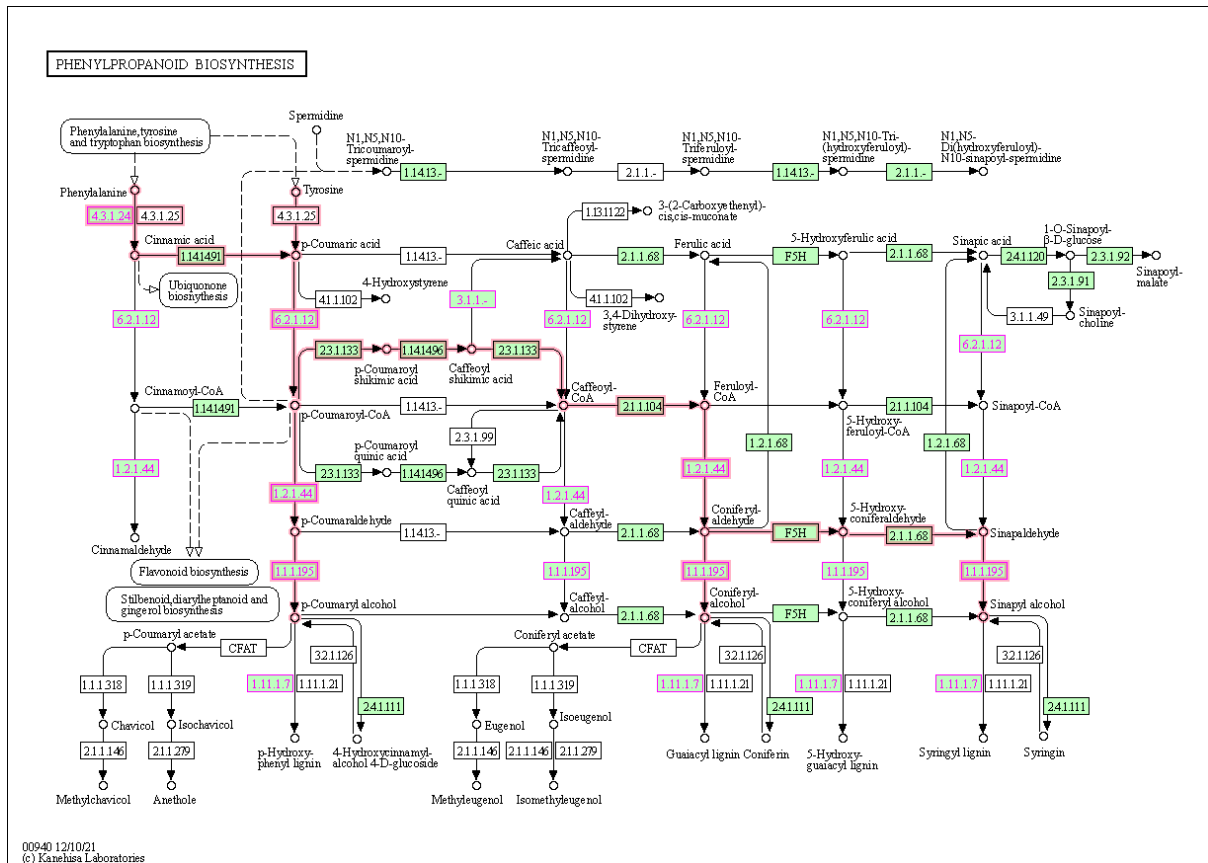 PHENYLPROPANOID BIOSYNTHESIS
Spermidine
Phenylalanine, tyrosine
and tryptophan biosynthesis
N1,N5,N10-
Tricoumaroyl-
spermidine
N1,N5,N10-
Tricaffeoyl-
spermidine
N1,N5,N10-
Triferuloyl-
spermidine
N1,N5,N10-Tri-
(hydroxyferuloyl)-
spermidine
N1,N5-
Di(hydroxyferuloyl)-
N10-sinapoyl-spermidine
1.14.13.-
2.1.1.-
1.14.13.-
2.1.1.-
Phenylalanine
Tyrosine
4.3.1.24
4.3.1.25
4.3.1.25
1.13.11.22
3-(2-Carboxyethenyl)-
cis,cis-muconate
Cinnamic acid
p-Coumaric acid
Caffeic acid
Ferulic acid
5-Hydroxyferulic acid
Sinapic acid
1-O-Sinapoyl-
β-D-glucose
1.14.14.91
1.14.13.-
2.1.1.68
F5H
2.1.1.68
2.4.1.120
2.3.1.92
Sinapoyl-
malate
Ubiquonone
biosnythesis
4-Hydroxystyrene
4.1.1.102
3.1.1.-
4.1.1.102
3,4-Dihydroxy-
styrene
2.3.1.91
3.1.1.49
Sinapoyl-
choline
6.2.1.12
6.2.1.12
6.2.1.12
6.2.1.12
6.2.1.12
6.2.1.12
2.3.1.133
1.14.14.96
2.3.1.133
p-Coumaroyl
shikimic acid
Caffeoyl
shikimic acid
Cinnamoyl-CoA
Caffeoyl-
CoA
Feruloyl-
CoA
1.14.14.91
p-Coumaroyl-CoA
1.14.13.-
2.1.1.104
5-Hydroxy-
feruloyl-CoA
2.1.1.104
Sinapoyl-CoA
2.3.1.99
1.2.1.68
1.2.1.68
p-Coumaroyl
quinic acid
2.3.1.133
1.14.14.96
2.3.1.133
Caffeoyl
quinic acid
1.2.1.44
1.2.1.44
1.2.1.44
1.2.1.44
1.2.1.44
1.2.1.44
Cinnamaldehyde
p-Coumaraldehyde
1.14.13.-
Caffeyl-
aldehyde
2.1.1.68
Coniferyl-
aldehyde
F5H
5-Hydroxy-
coniferaldehyde
2.1.1.68
Sinapaldehyde
Flavonoid biosynthesis
1.1.1.195
1.1.1.195
1.1.1.195
1.1.1.195
1.1.1.195
Stilbenoid, diarylheptanoid and
gingerol biosynthesis
p-Coumaryl alcohol
Caffeyl-
alcohol
2.1.1.68
Coniferyl-
alcohol
F5H
5-Hydroxy-
coniferyl alcohol
2.1.1.68
Sinapyl alcohol
p-Coumaryl acetate
CFAT
Coniferyl acetate
CFAT
3.2.1.126
3.2.1.126
3.2.1.126
1.1.1.318
1.1.1.319
1.11.1.7
1.11.1.21
1.1.1.318
1.1.1.319
1.11.1.7
1.11.1.21
1.11.1.7
1.11.1.21
1.11.1.7
1.11.1.21
2.4.1.111
2.4.1.111
2.4.1.111
Chavicol
Isochavicol
Eugenol
Isoeugenol
2.1.1.146
2.1.1.279
p-Hydroxy-
phenyl lignin
4-Hydroxycinnamyl-
alcohol 4-D-glucoside
2.1.1.146
2.1.1.146
2.1.1.279
Guaiacyl lignin
Coniferin
5-Hydroxy-
guaiacyl lignin
Syringyl lignin
Syringin
Methylchavicol
Anethole
Methyleugenol
Isomethyleugenol
00940 12/10/21
(c) Kanehisa Laboratories